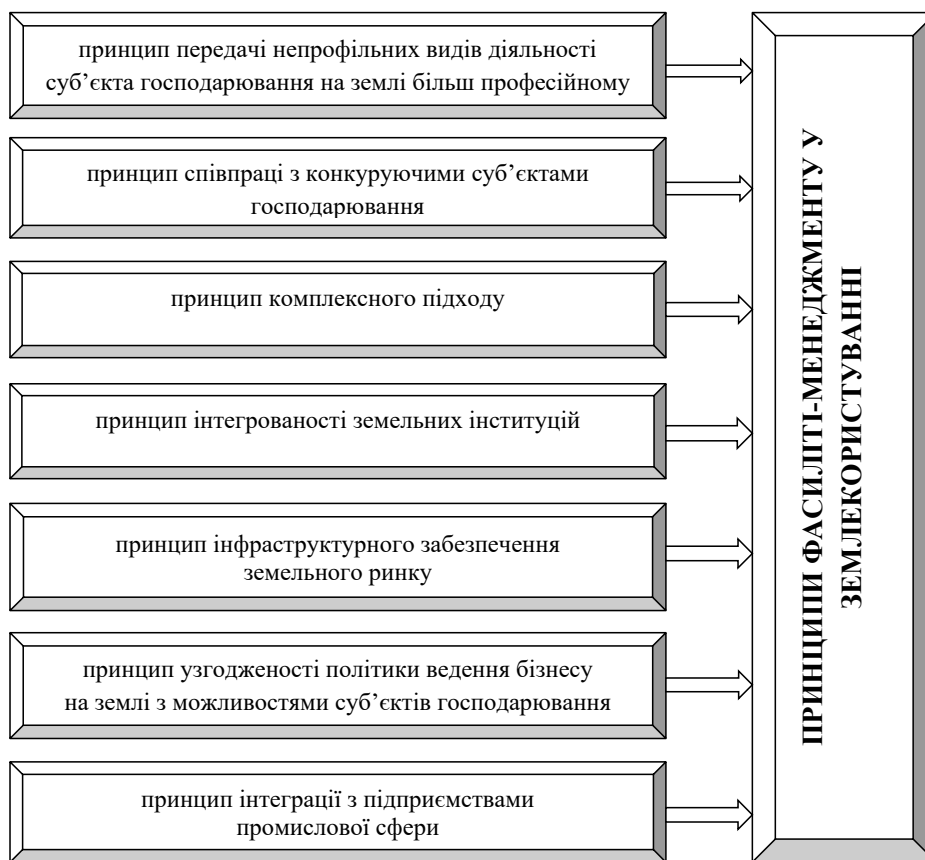 принцип передачі непрофільних видів діяльності
суб’єкта господарювання на землі більш професійному
принцип співпраці з конкуруючими суб’єктами
господарювання
принцип комплексного підходу
принцип інтегрованості земельних інституцій
принцип інфраструктурного забезпечення
земельного ринку
принцип узгодженості політики ведення бізнесу
на землі з можливостями суб’єктів господарювання
принцип інтеграції з підприємствами
промислової сфери
ПРИНЦИПИ ФАСИЛІТІ-МЕНЕДЖМЕНТУ У
ЗЕМЛЕКОРИСТУВАННІ